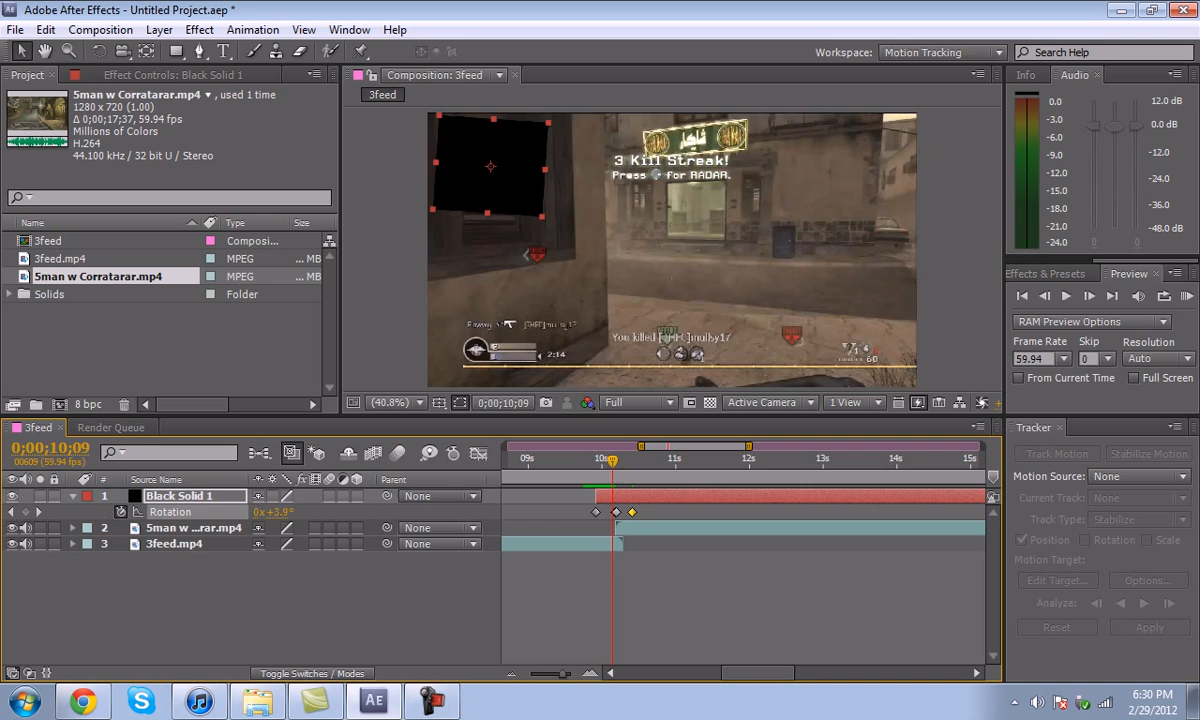 Adobe After Effects - Untitled Project.aep *
File Edit Composition Layer Effect Animation View Window Help
Workspace: Motion Tracking Search Help
Project Effect Controls: Black Solid 1
5man w Corratarar.mp4 , used 1 time
1280 x 720 (1.00)
Δ 0;00;17;37, 59.94 fps
Millions of Colors
H.264
44.100 kHz / 32 bit U / Stereo
Name Type Size
3feed Composi...
3feed.mp4 MPEG ... MB
5man w Corratarar.mp4 MPEG ... MB
Solids Folder
8 bpc
Composition: 3feed
3feed
3 Kill Streak!
Press for RADAR.
2:14
You killed
60
(40.8%) 0;00;10;09 Full Active Camera 1 View
Info Audio
0.0 12.0 dB
-3.0
-6.0 0.0 dB
-9.0
-12.0 -12.0 dB
-15.0
-18.0 -24.0
-21.0 -36.0
-24.0 0 0 -48.0 dB
Effects & Presets Preview
RAM Preview Options
Frame Rate Skip Resolution
59.94 0 Auto
From Current Time Full Screen
3feed Render Queue
0;00;10;09
00609 (59.94 fps)
09s 10s 11s 12s 13s 14s 15s
# Source Name Parent
1 Black Solid 1 None
Rotation 0x+3.9°
2 5man w ...rar.mp4 None
3 3feed.mp4 None
Toggle Switches / Modes
Tracker
Track Motion Stabilize Motion
Motion Source: None
Current Track: None
Track Type: Stabilize
Position Rotation Scale
Motion Target:
Edit Target... Options...
Analyze:
Reset Apply
6:30 PM
2/29/2012